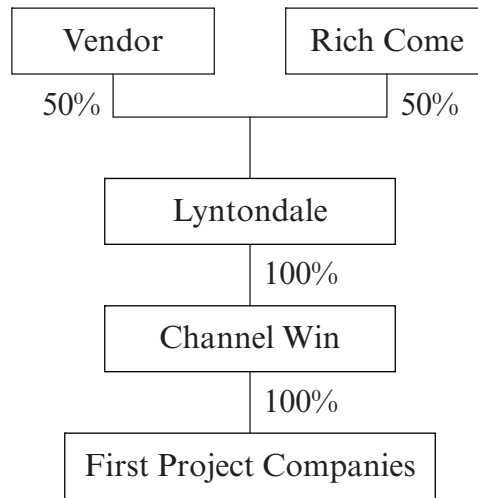 Vendor
Rich Come
50%
50%
Lyntondale
100%
Channel Win
100%
First Project Companies